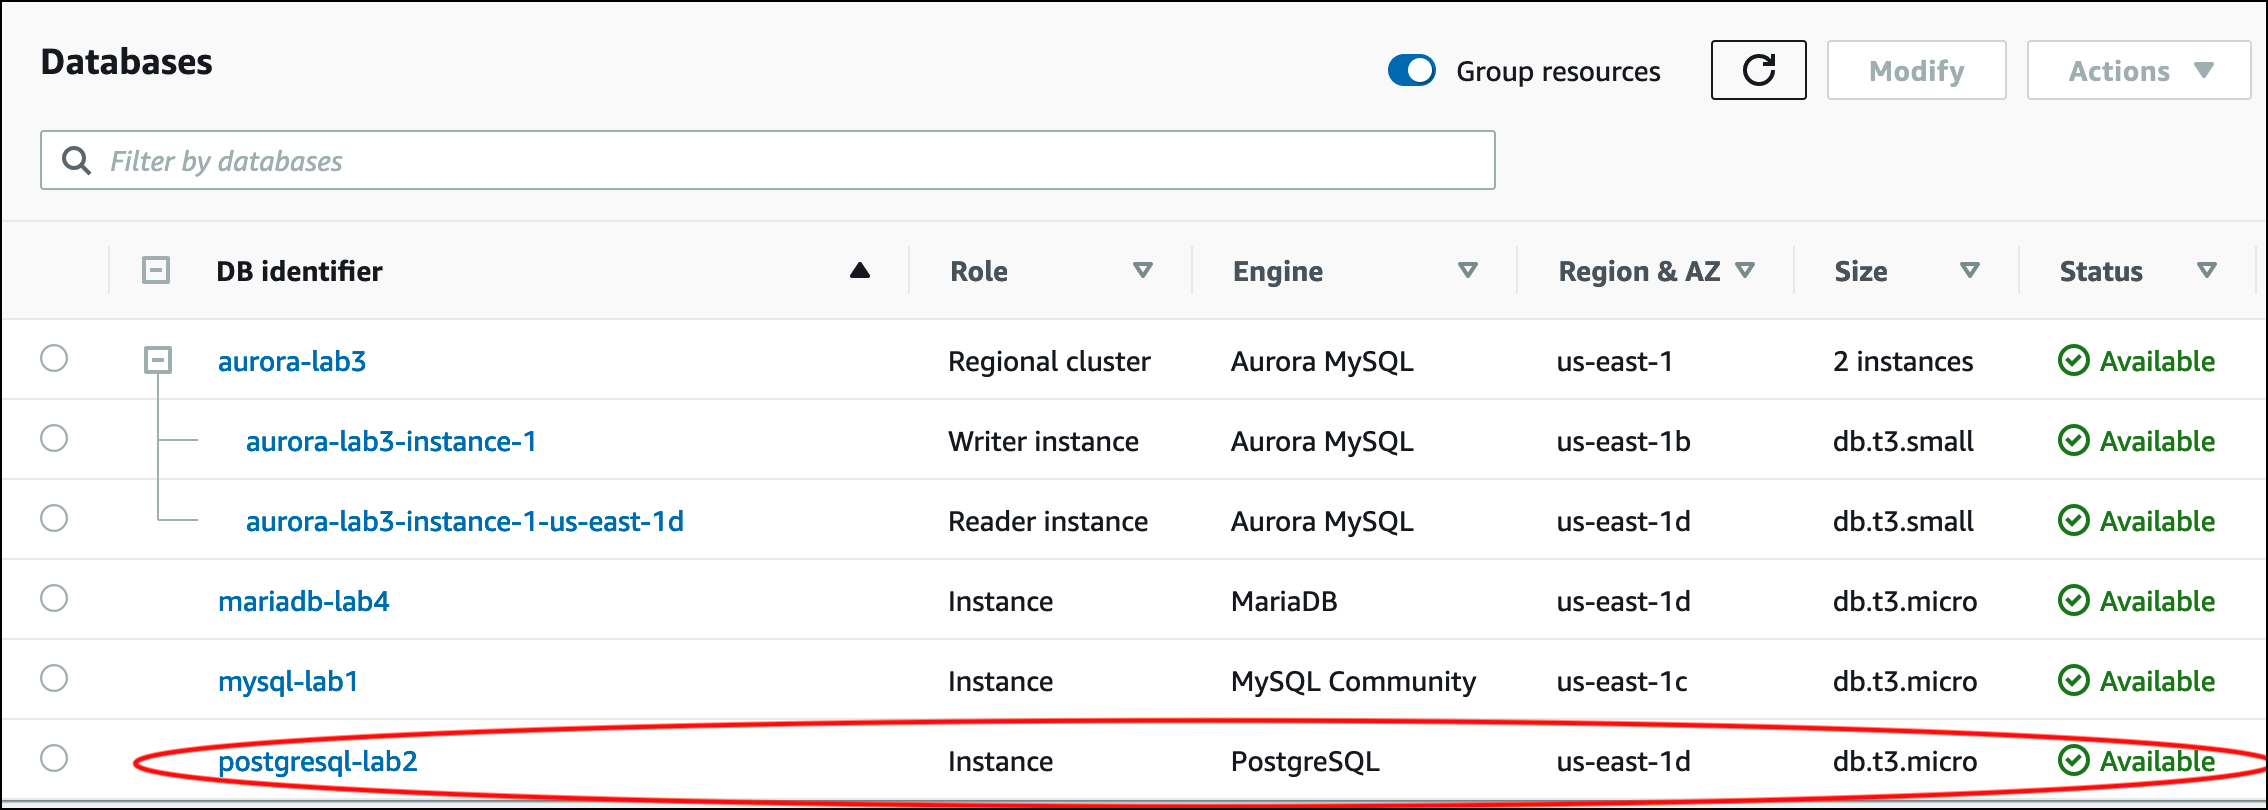 Databases
Group resources
Modify
Actions
Filter by databases
DB identifier Role Engine Region & AZ Size Status
aurora-lab3 Regional cluster Aurora MySQL us-east-1 2 instances Available
aurora-lab3-instance-1 Writer instance Aurora MySQL us-east-1b db.t3.small Available
aurora-lab3-instance-1-us-east-1d Reader instance Aurora MySQL us-east-1d db.t3.small Available
mariadb-lab4 Instance MariaDB us-east-1d db.t3.micro Available
mysql-lab1 Instance MySQL Community us-east-1c db.t3.micro Available
postgresql-lab2 Instance PostgreSQL us-east-1d db.t3.micro Available